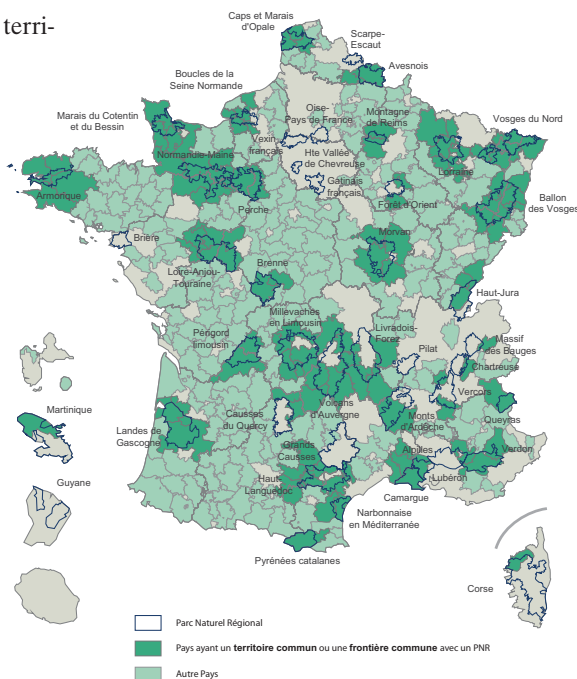 terri-
Caps et Marais
d'Opale
Scarpe-
Escaut
Avesnois
Boucles de la
Seine Normande
Oise-
Pays de France
Montagne
de Reims
Marais du Cotentin
et du Bessin
Vosges du Nord
Vexin
français
Normandie-Maine
Hte Vallée
de Chevreuse
Lorraine
Gâtinais
français
Armorique
Perche
Forêt d'Orient
Ballon
des Vosges
Brière
Morvan
Loire-Anjou-
Touraine
Brenne
Haut-Jura
Millevaches
en Limousin
Périgord
limousin
Livradois-
Forez
Pilat
Massif
des Bauges
Chartreuse
Martinique
Volcans
d'Auvergne
Vercors
Landes de
Gascogne
Causses
du Quercy
Monts
d'Ardèche
Queyras
Grands
Causses
Alpilles
Verdon
Guyane
Haut-
Languedoc
Lubéron
Camargue
Narbonnaise
en Méditerranée
Pyrénées catalanes
Corse
Parc Naturel Régional
Pays ayant un territoire commun ou une frontière commune avec un PNR
Autre Pays